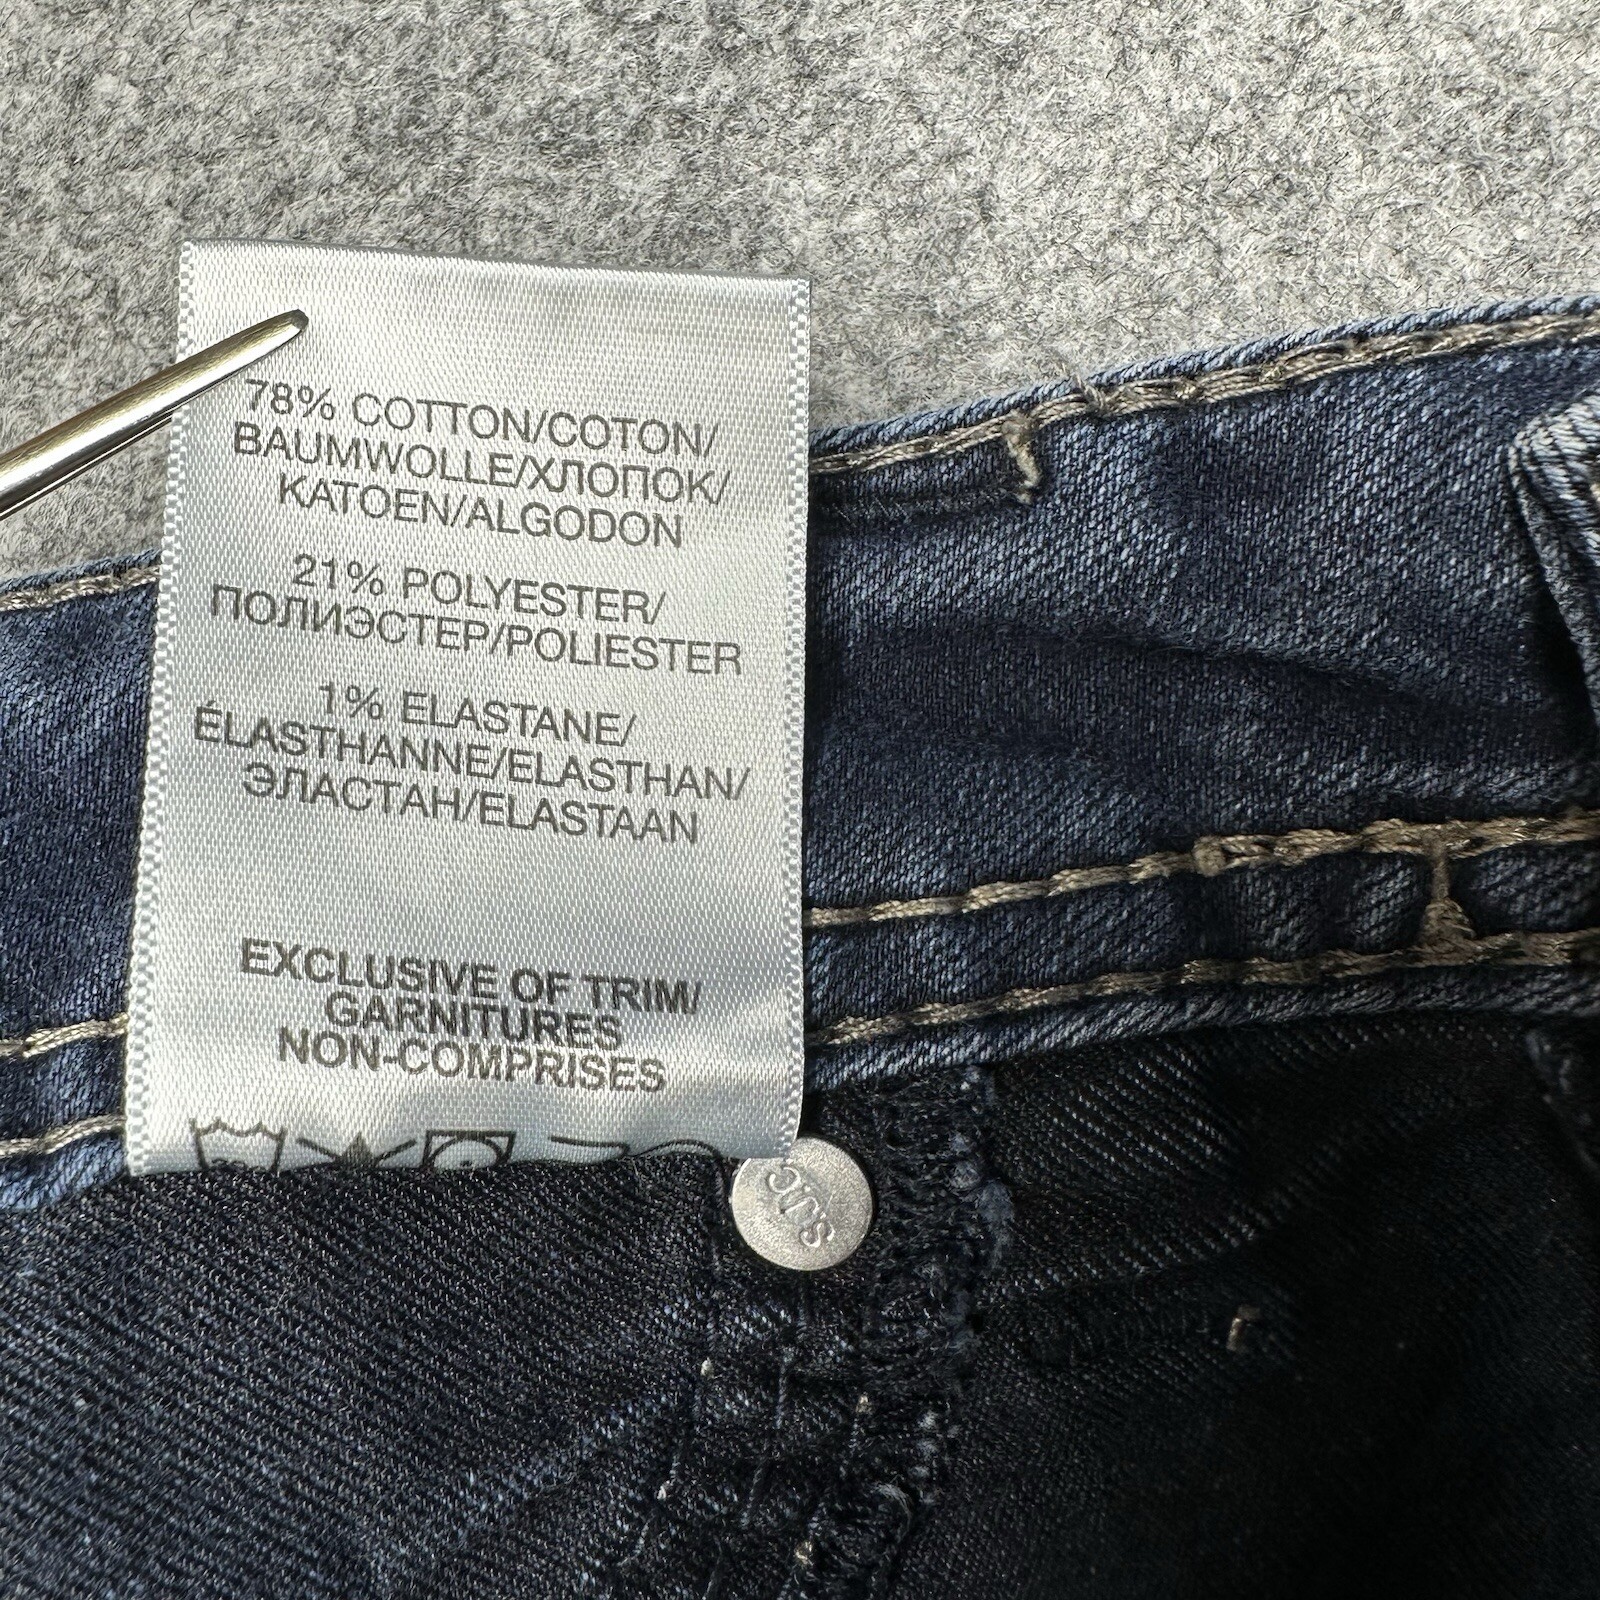 78% COTTON/COTON/
BAUMWOLLE/ХЛОПОК/
KATOEN/ALGODON
21% POLYESTER/
ПОЛИЭСТЕР/POLIESTER
1% ELASTANE/
ÉLASTHANNE/ELASTHAN/
ЭЛАСТАН/ELASTAAN
EXCLUSIVE OF TRIM/
GARNITURES
NON-COMPRISES